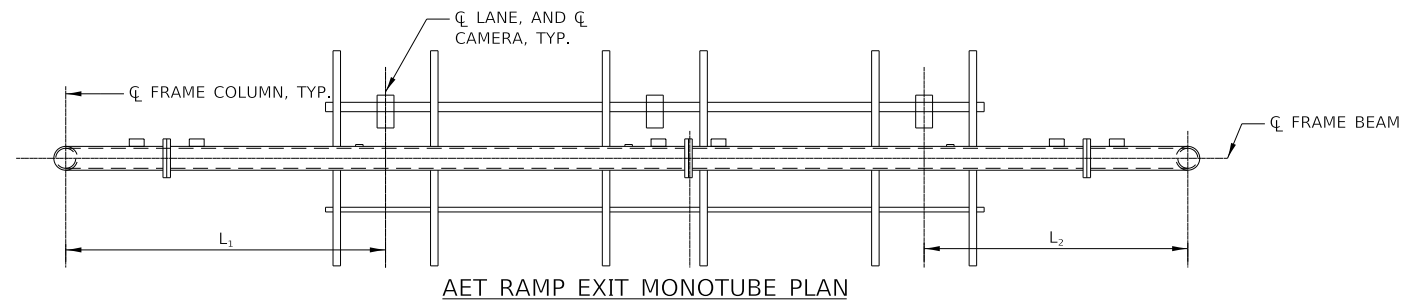 ℄ LANE, AND ℄
CAMERA, TYP.
℄ FRAME COLUMN, TYP.
℄ FRAME BEAM
L₁
L₂
AET RAMP EXIT MONOTUBE PLAN